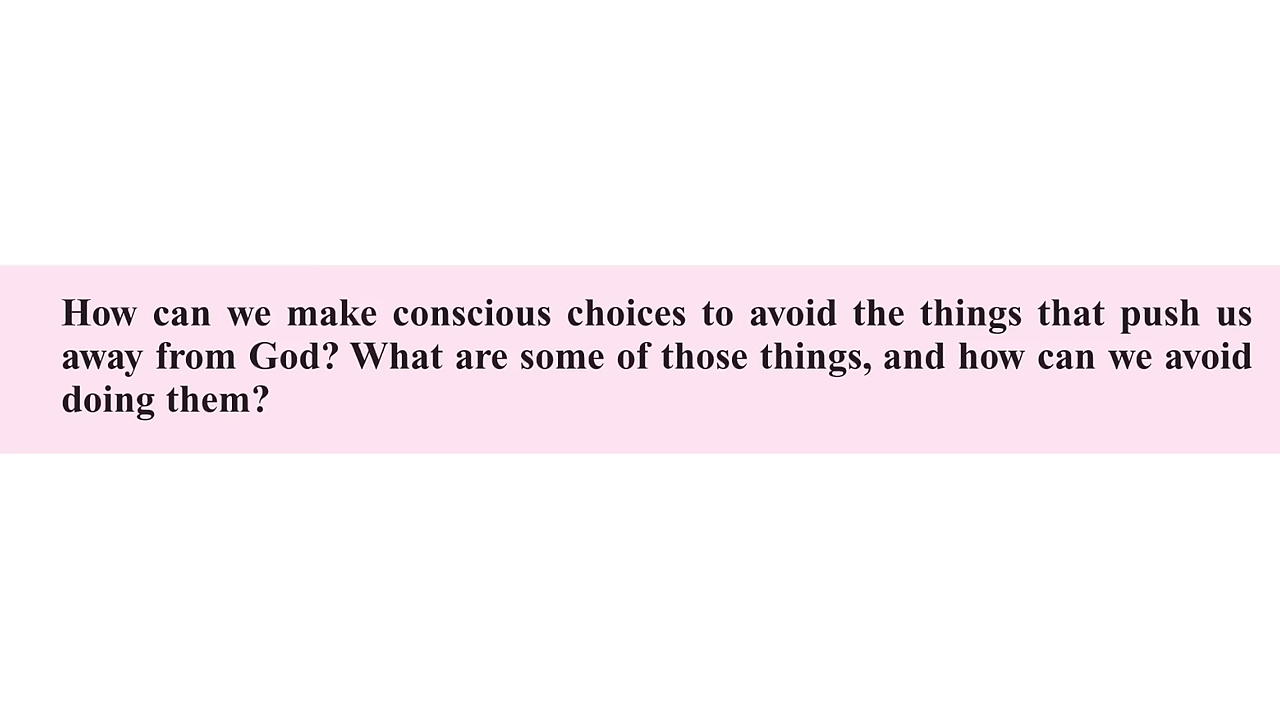 How can we make conscious choices to avoid the things that push us
away from God? What are some of those things, and how can we avoid
doing them?